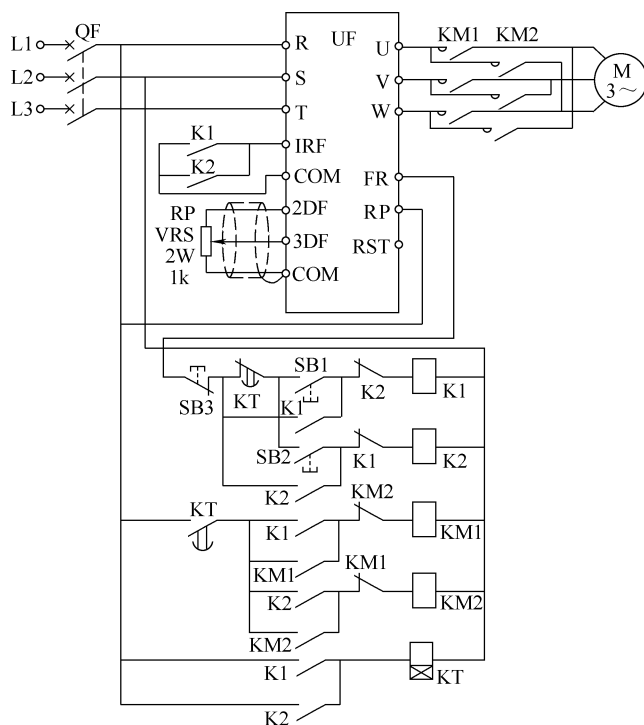 L1
QF
R
UF
U
KM1
KM2
L2
S
V
M
3~
L3
T
W
K1
IRF
K2
COM
FR
RP
2DF
RP
VRS
3DF
2W
RST
1k
COM
SB1
SB3
KT
K1
K2
K1
SB2
K1
K2
K2
KM2
KT
K1
KM1
KM1
KM1
K2
KM2
KM2
K1
KT
K2